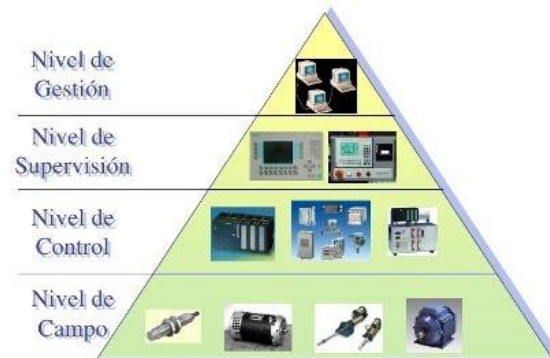 Nivel de
Gestión
Nivel de
Supervisión
Nivel de
Control
Nivel de
Campo